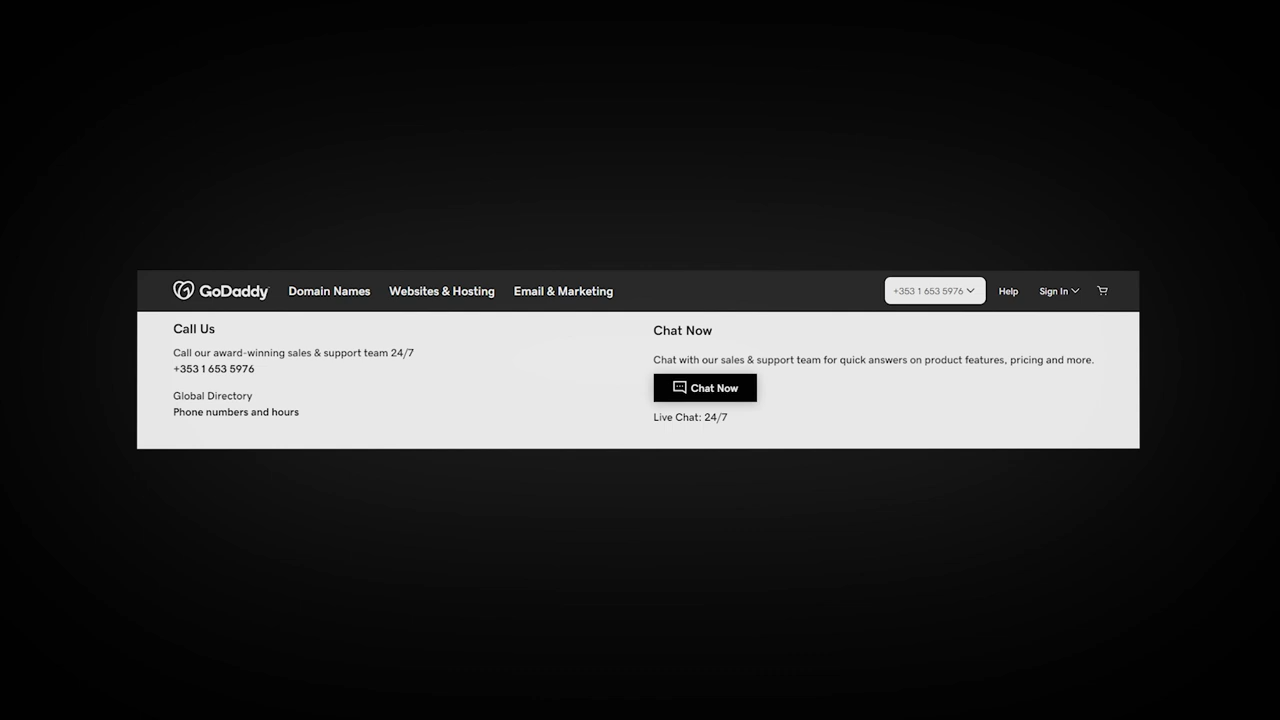 GoDaddy Domain Names Websites & Hosting Email & Marketing +353 1 653 5976 Help Sign In
Call Us
Call our award-winning sales & support team 24/7
+353 1 653 5976
Global Directory
Phone numbers and hours
Chat Now
Chat with our sales & support team for quick answers on product features, pricing and more.
Chat Now
Live Chat: 24/7